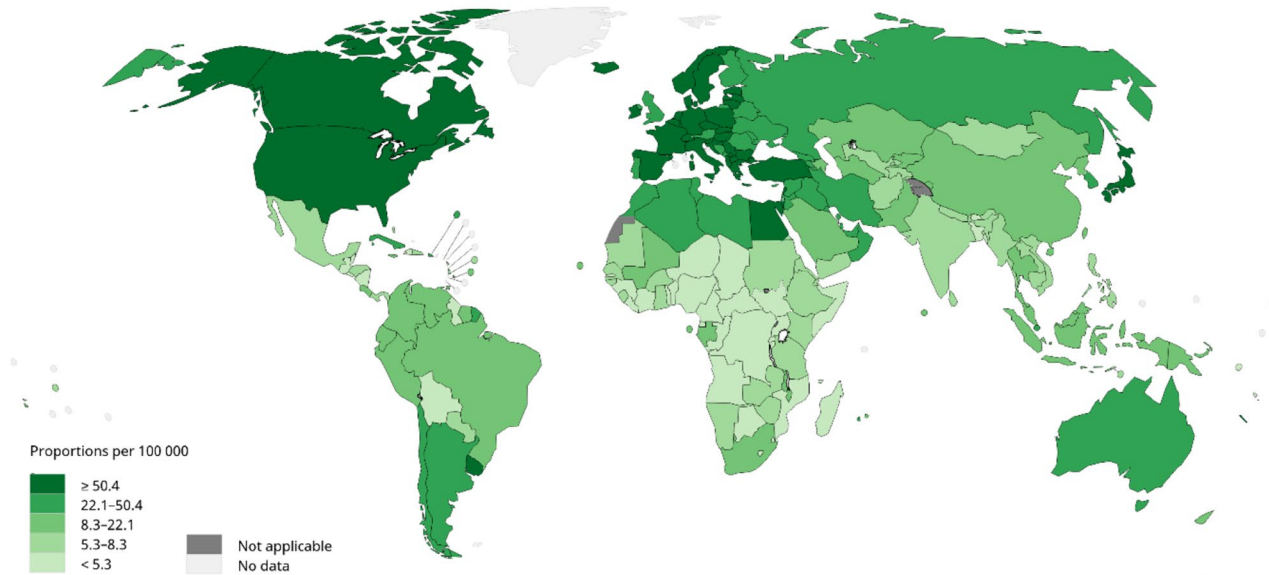 Proportions per 100 000
≥ 50.4
22.1–50.4
8.3–22.1
5.3–8.3
< 5.3
Not applicable
No data